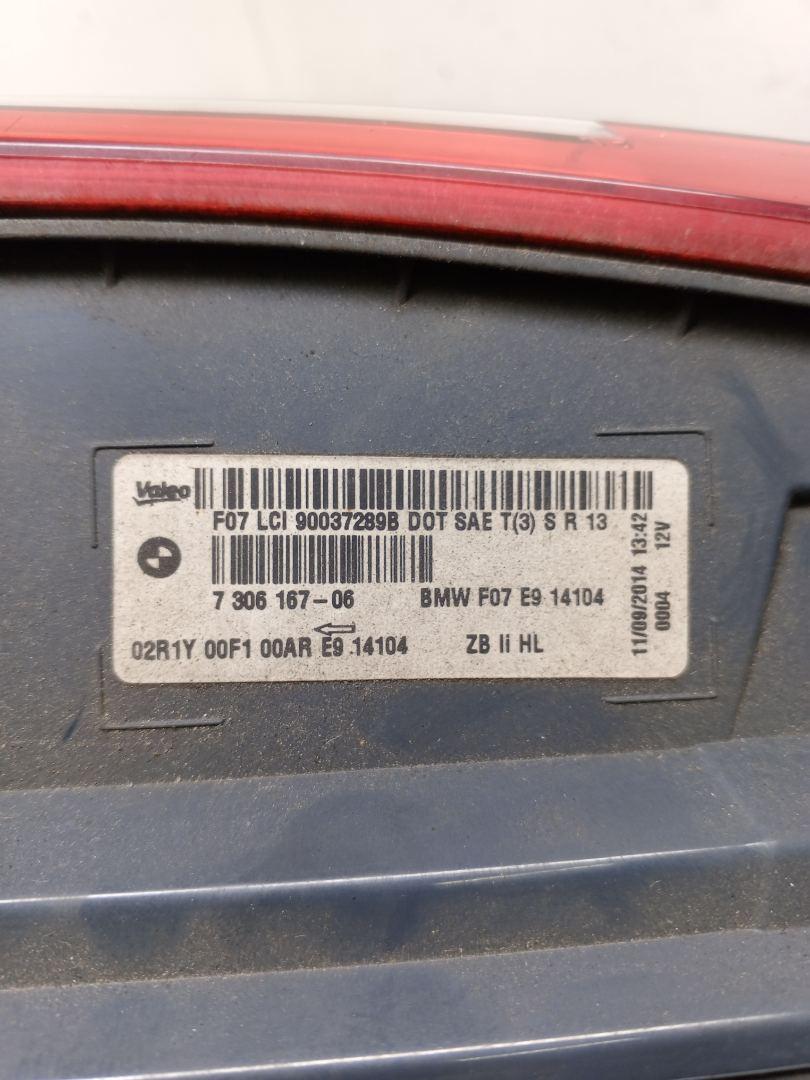 Valeo
F07 LCI 90037289B DOT SAE T(3) S R 13
7 306 167-06 BMW F07 E9 14104
02R1Y 00F1 00AR E9 14104 ZB li HL
11/09/2014 13:42
0004 12V